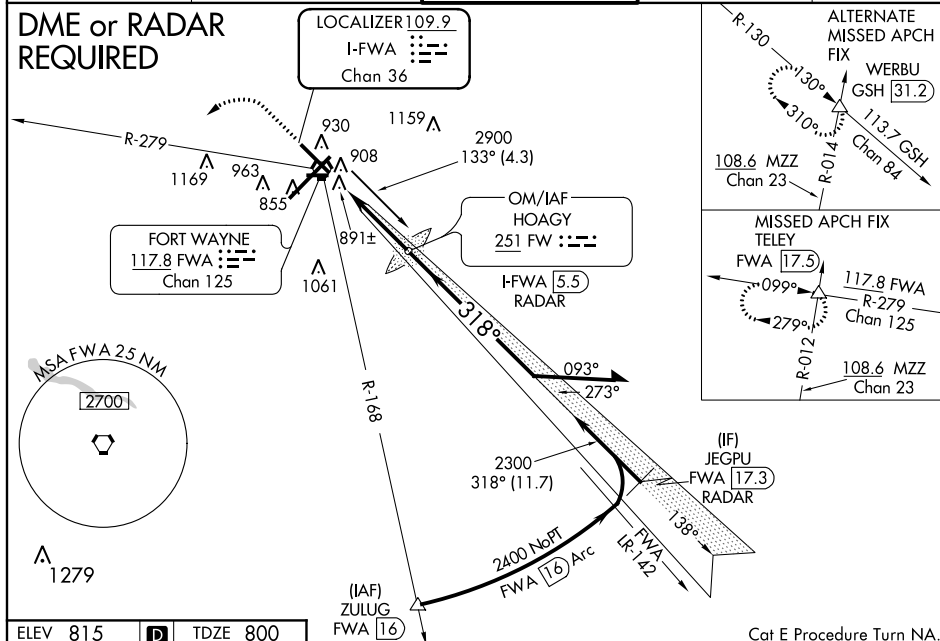 DME or RADAR
REQUIRED
LOCALIZER 109.9
I-FWA
Chan 36
R-279
930
1159
908
1169
963
855
891±
1061
2900
133° (4.3)
OM/IAF
HOAGY
251 FW
I-FWA 5.5
RADAR
FORT WAYNE
117.8 FWA
Chan 125
318°
093°
273°
R-168
MSA FWA 25 NM
2700
1279
2300
318° (11.7)
(IF)
JEGPU
FWA 17.3
RADAR
138°
FWA
LR-142
2400 NoPT
FWA 16 Arc
(IAF)
ZULUG
FWA 16
ALTERNATE
MISSED APCH
FIX
WERBU
GSH 31.2
R-130
130°
310°
113.7 GSH
Chan 84
R-014
108.6 MZZ
Chan 23
MISSED APCH FIX
TELEY
FWA 17.5
099°
279°
117.8 FWA
R-279
Chan 125
R-012
108.6 MZZ
Chan 23
ELEV 815 D TDZE 800
Cat E Procedure Turn NA.